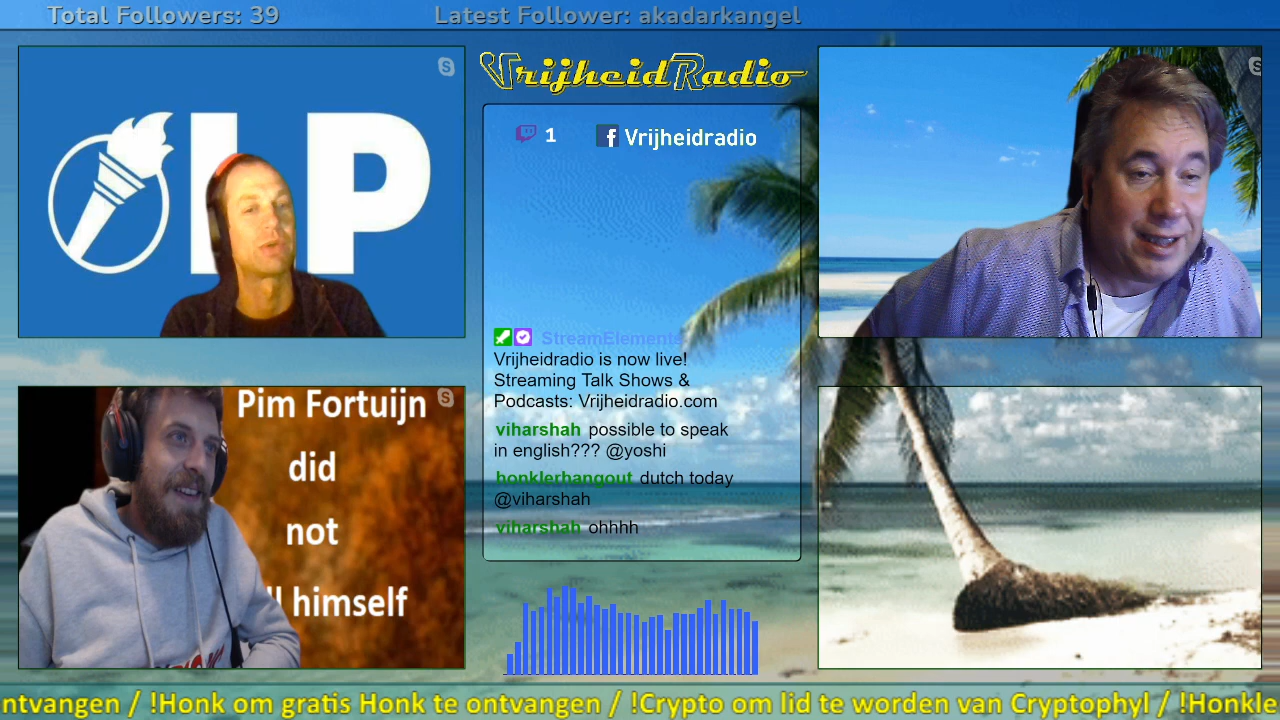 Total Followers: 39
Latest Follower: akadarkangel
VrijheidRadio
LP
1
Vrijheidradio
StreamElements
Vrijheidradio is now live!
Streaming Talk Shows &
Podcasts: Vrijheidradio.com
viharshah possible to speak
in english??? @yoshi
honklerhangout dutch today
@viharshah
viharshah ohhhh
Pim Fortuijn
did
not
himself
ntvangen / !Honk om gratis Honk te ontvangen / !Crypto om lid te worden van Cryptophyl / !Honkle